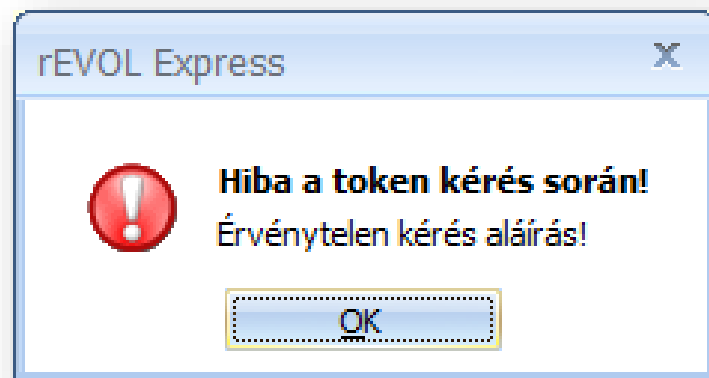 rEVOL Express
Hiba a token kérés során!
Érvénytelen kérés aláírás!
OK